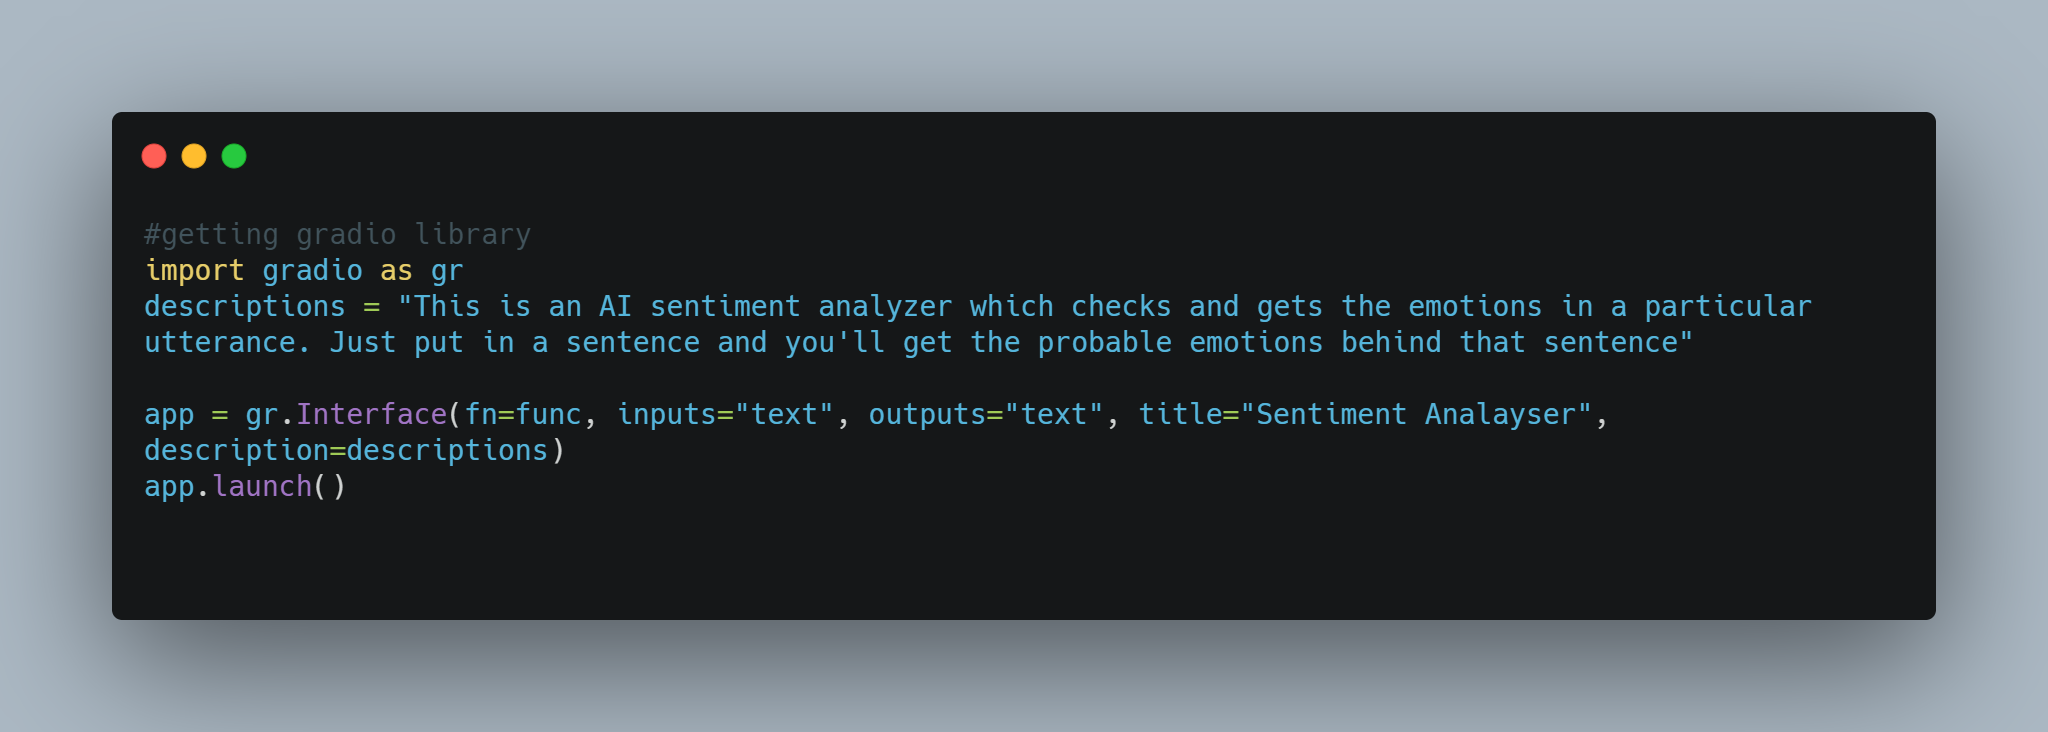 #getting gradio library
import gradio as gr
descriptions = "This is an AI sentiment analyzer which checks and gets the emotions in a particular
utterance. Just put in a sentence and you'll get the probable emotions behind that sentence"
app = gr.Interface(fn=func, inputs="text", outputs="text", title="Sentiment Analayser",
description=descriptions)
app.launch()